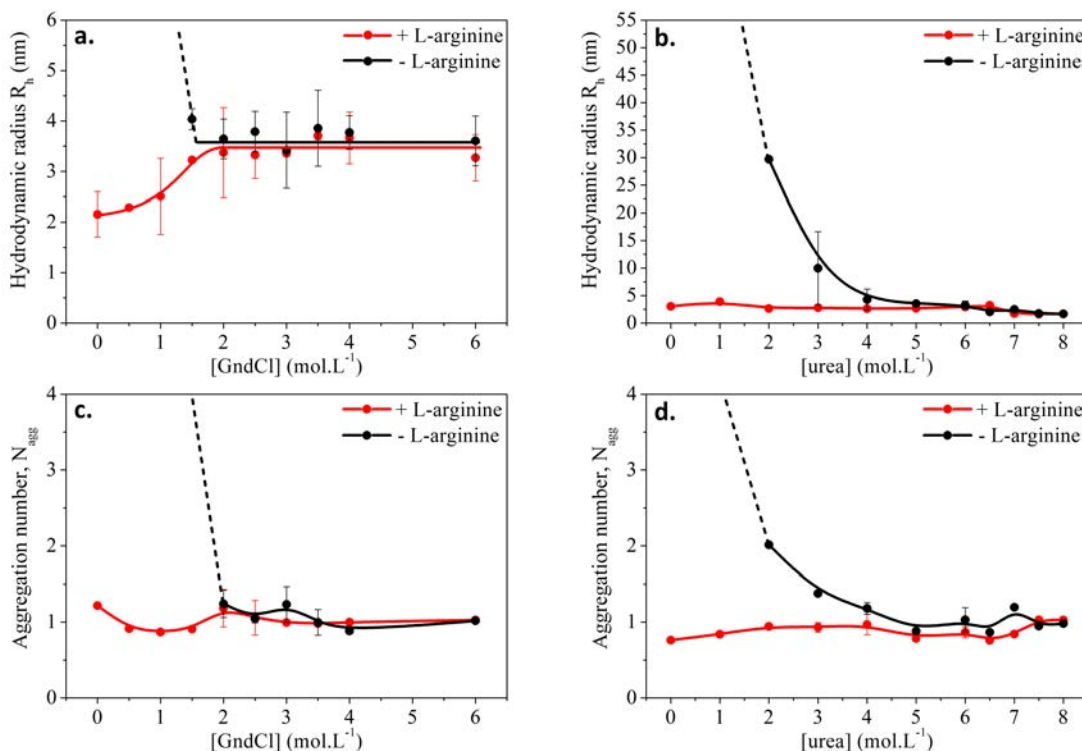 a.
+ L-arginine
- L-arginine
Hydrodynamic radius R_h (nm)
6
5
4
3
2
1
0
0 1 2 3 4 5 6
[GndCl] (mol.L⁻¹)
b.
+ L-arginine
- L-arginine
Hydrodynamic radius R_h (nm)
55
50
45
40
35
30
25
20
15
10
5
0
0 1 2 3 4 5 6 7 8
[urea] (mol.L⁻¹)
c.
+ L-arginine
- L-arginine
Aggregation number, N_agg
4
3
2
1
0
0 1 2 3 4 5 6
[GndCl] (mol.L⁻¹)
d.
+ L-arginine
- L-arginine
Aggregation number, N_agg
4
3
2
1
0
0 1 2 3 4 5 6 7 8
[urea] (mol.L⁻¹)